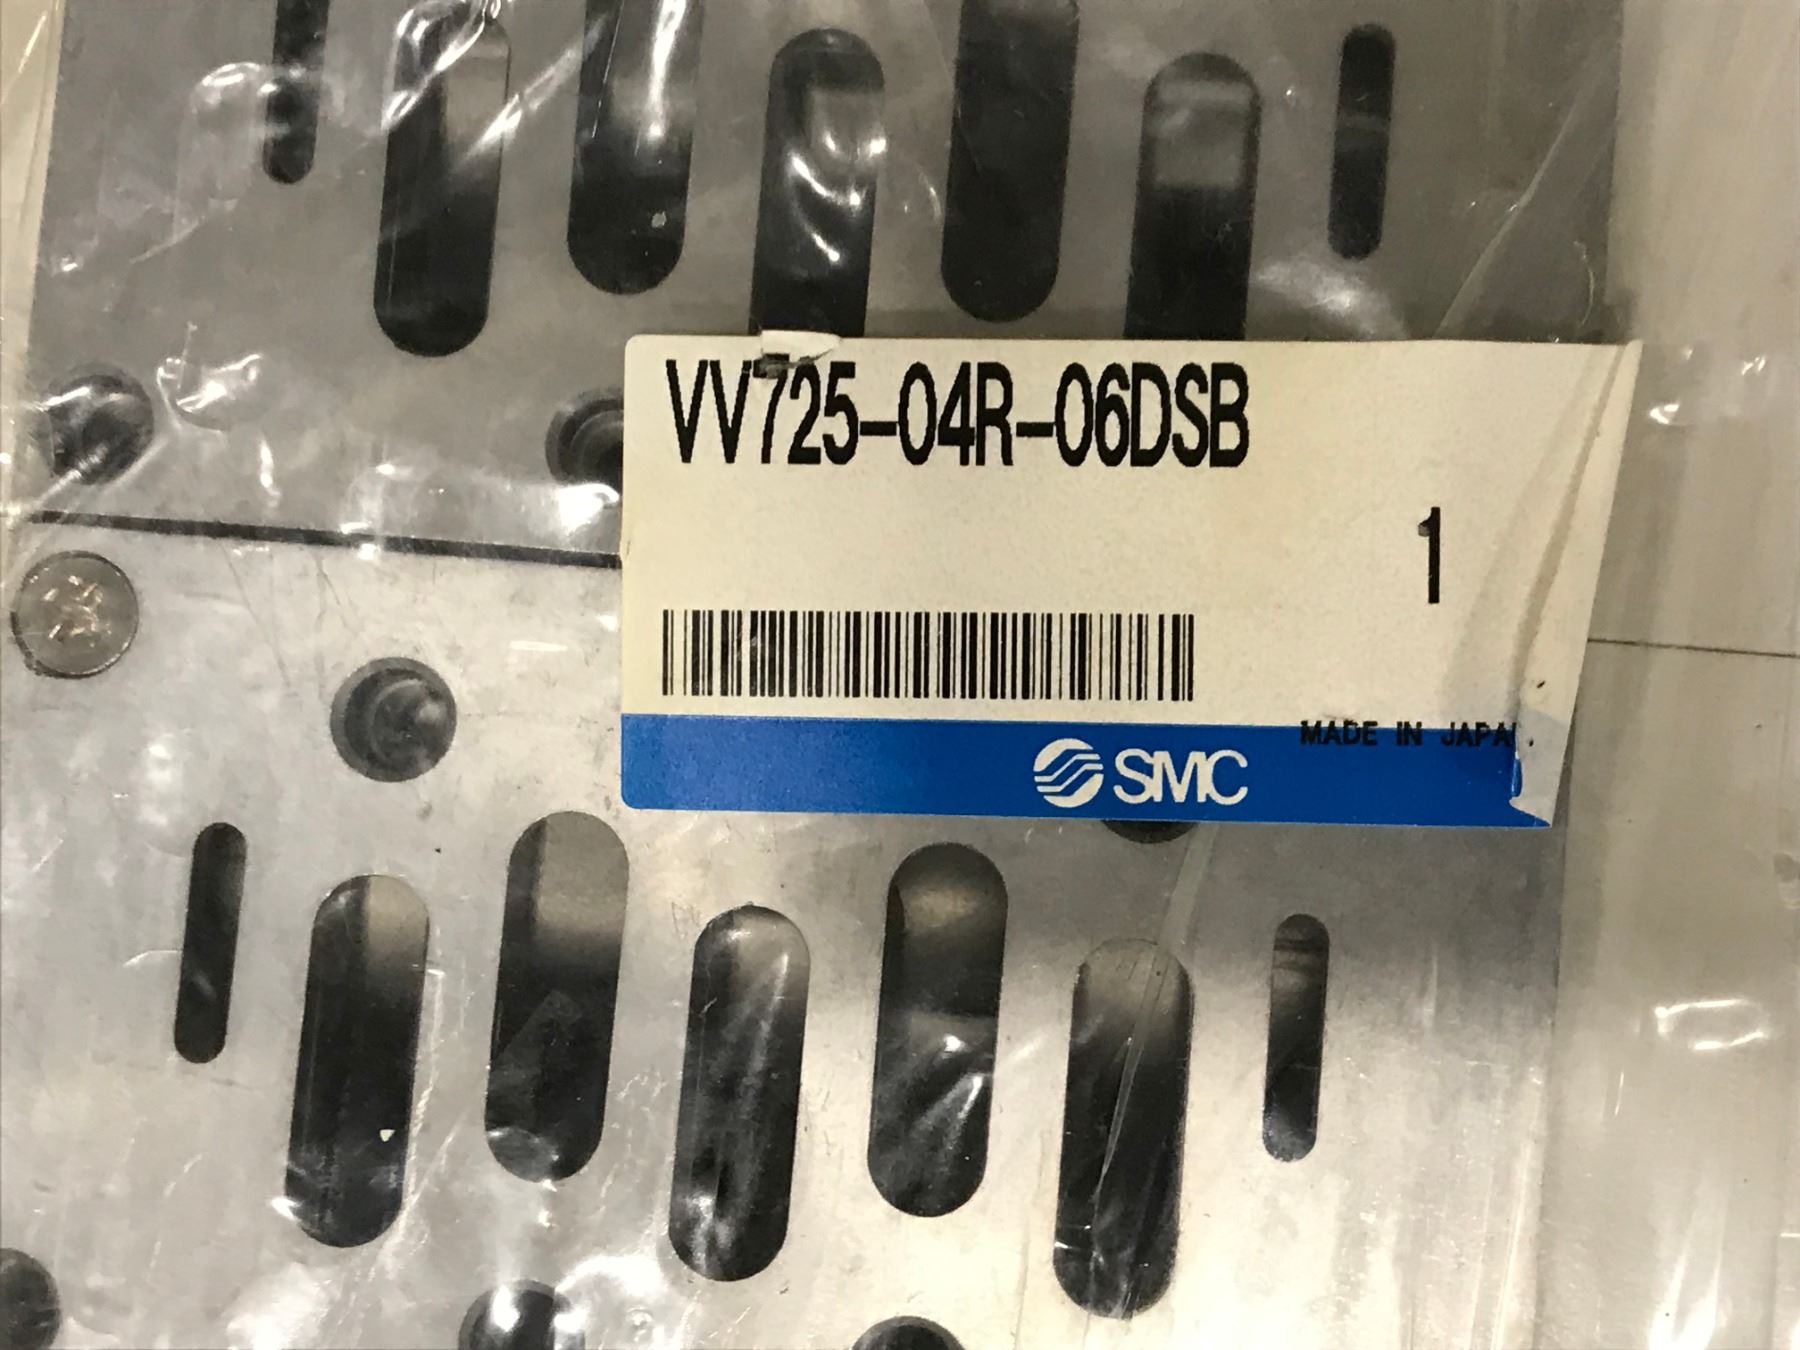 VV725-04R-06DSB
1
MADE IN JAPAN
SMC